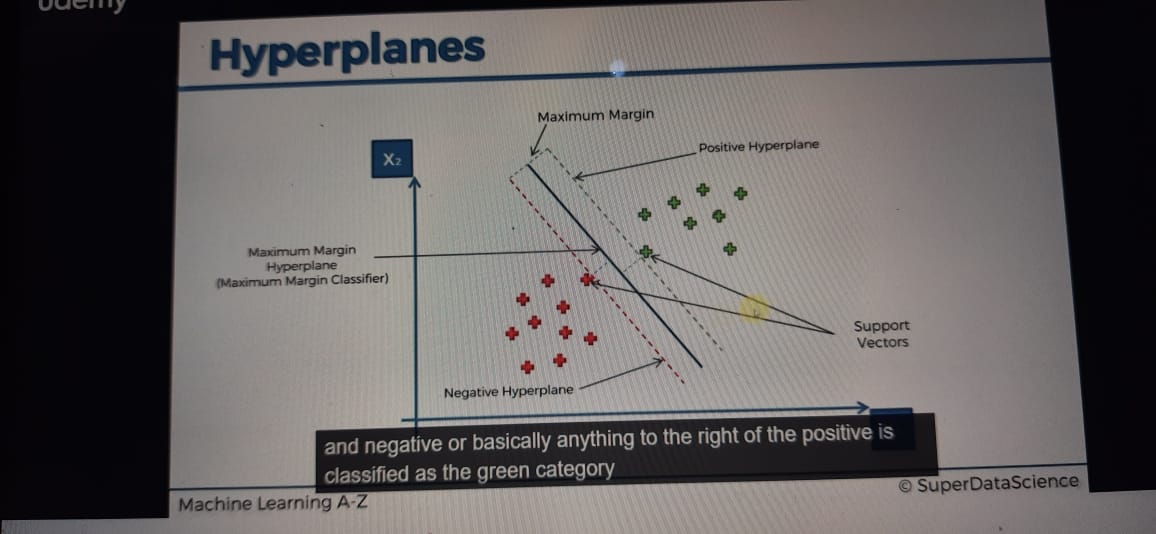 Udemy
Hyperplanes
Maximum Margin
Positive Hyperplane
X₂
Maximum Margin
Hyperplane
(Maximum Margin Classifier)
Support
Vectors
Negative Hyperplane
and negative or basically anything to the right of the positive is
classified as the green category
Machine Learning A-Z
© SuperDataScience